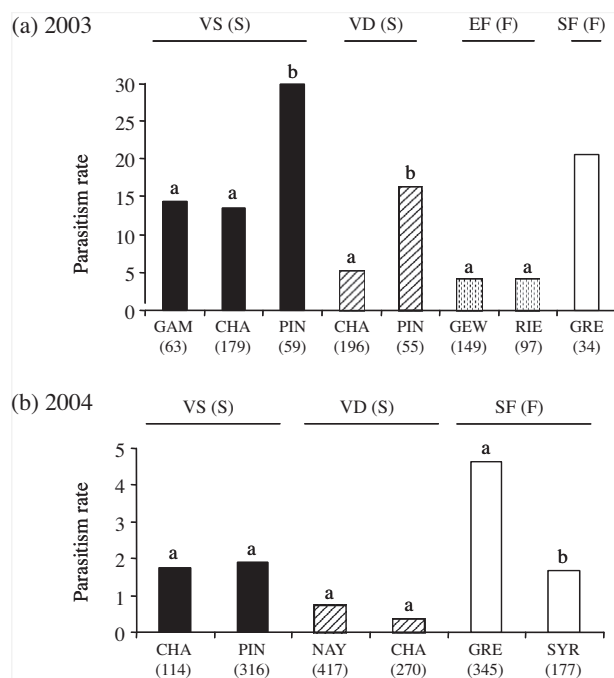 (a) 2003
VS (S) VD (S) EF (F) SF (F)
Parasitism rate
30
25
20
15
10
5
0
a a b a b a a
GAM CHA PIN CHA PIN GEW RIE GRE
(63) (179) (59) (196) (55) (149) (97) (34)
(b) 2004
VS (S) VD (S) SF (F)
Parasitism rate
5
4
3
2
1
0
a a a a a b
CHA PIN NAY CHA GRE SYR
(114) (316) (417) (270) (345) (177)